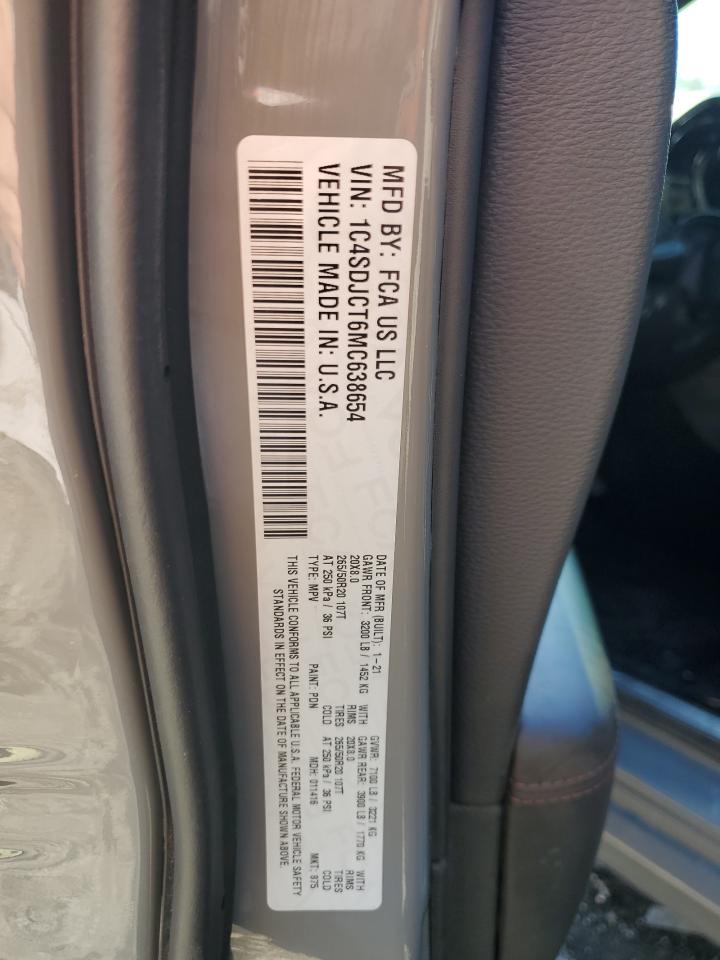 MFD BY: FCA US LLC
VIN: 1C4SDJCT6MC638654
VEHICLE MADE IN: U.S.A.
DATE OF MFR (BUILT): 1-21 GVWR: 7100 LB / 3221 KG
GAWR FRONT: 3200 LB / 1452 KG WITH GAWR REAR: 3900 LB / 1770 KG WITH
20X8.0 RIMS 20X8.0 RIMS
265/50R20 107T TIRES 265/50R20 107T TIRES
AT 250 kPa / 36 PSI COLD AT 250 kPa / 36 PSI COLD
TYPE: MPV PAINT: PDN MDH: 011416 MKT: 875
THIS VEHICLE CONFORMS TO ALL APPLICABLE U.S.A. FEDERAL MOTOR VEHICLE SAFETY
STANDARDS IN EFFECT ON THE DATE OF MANUFACTURE SHOWN ABOVE.